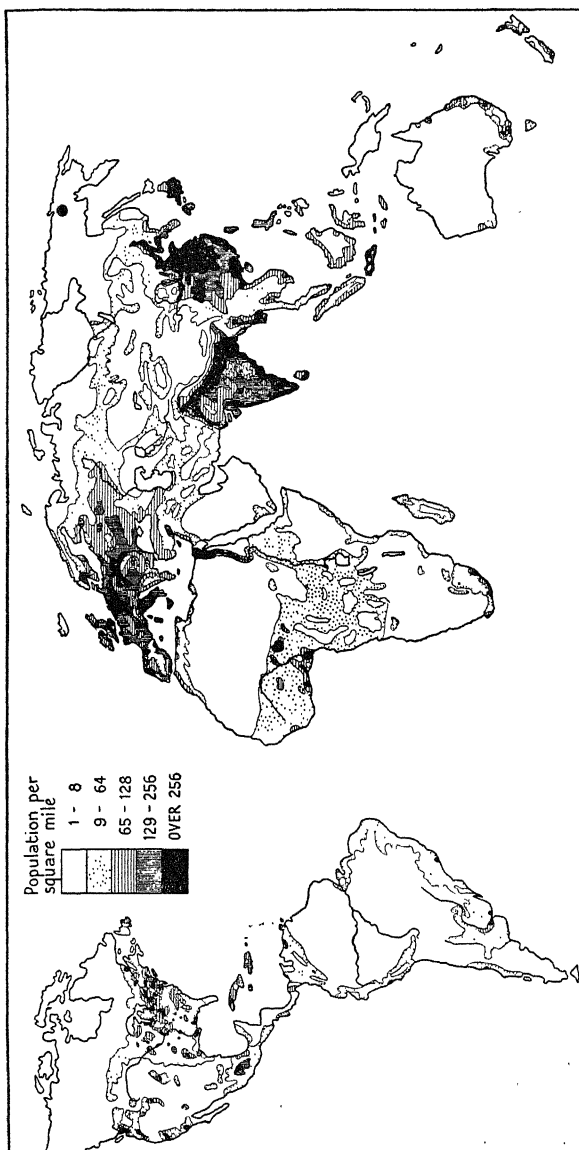 Population per
square mile
1 - 8
9 - 64
65 - 128
129 - 256
OVER 256